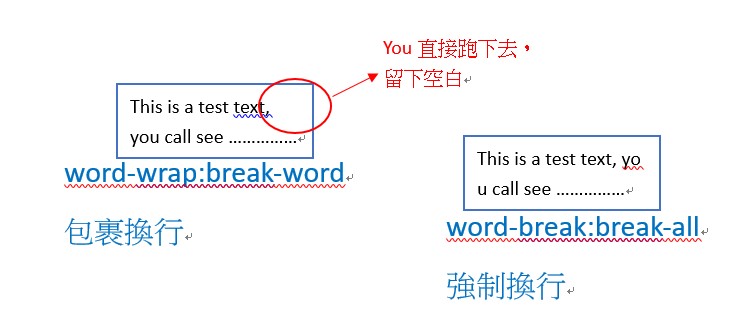 You 直接跑下去，
留下空白
This is a test text,
you call see ……………
word-wrap:break-word
包裹換行
This is a test text, yo
u call see ……………
word-break:break-all
強制換行